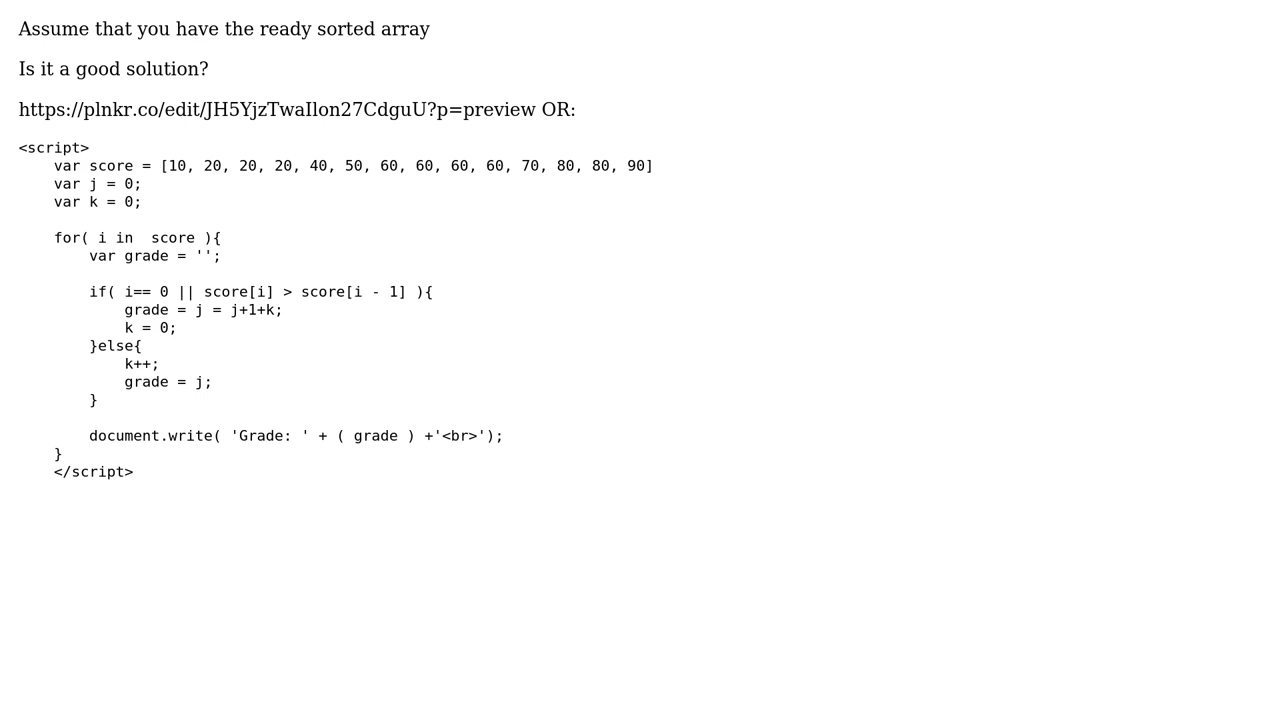 Assume that you have the ready sorted array
Is it a good solution?
https://plnkr.co/edit/JH5YjzTwaIlon27CdguU?p=preview OR:
<script>
    var score = [10, 20, 20, 20, 40, 50, 60, 60, 60, 60, 70, 80, 80, 90]
    var j = 0;
    var k = 0;

    for( i in  score ){
        var grade = '';

        if( i== 0 || score[i] > score[i - 1] ){
            grade = j = j+1+k;
            k = 0;
        }else{
            k++;
            grade = j;
        }

        document.write( 'Grade: ' + ( grade ) +'<br>');
    }
    </script>